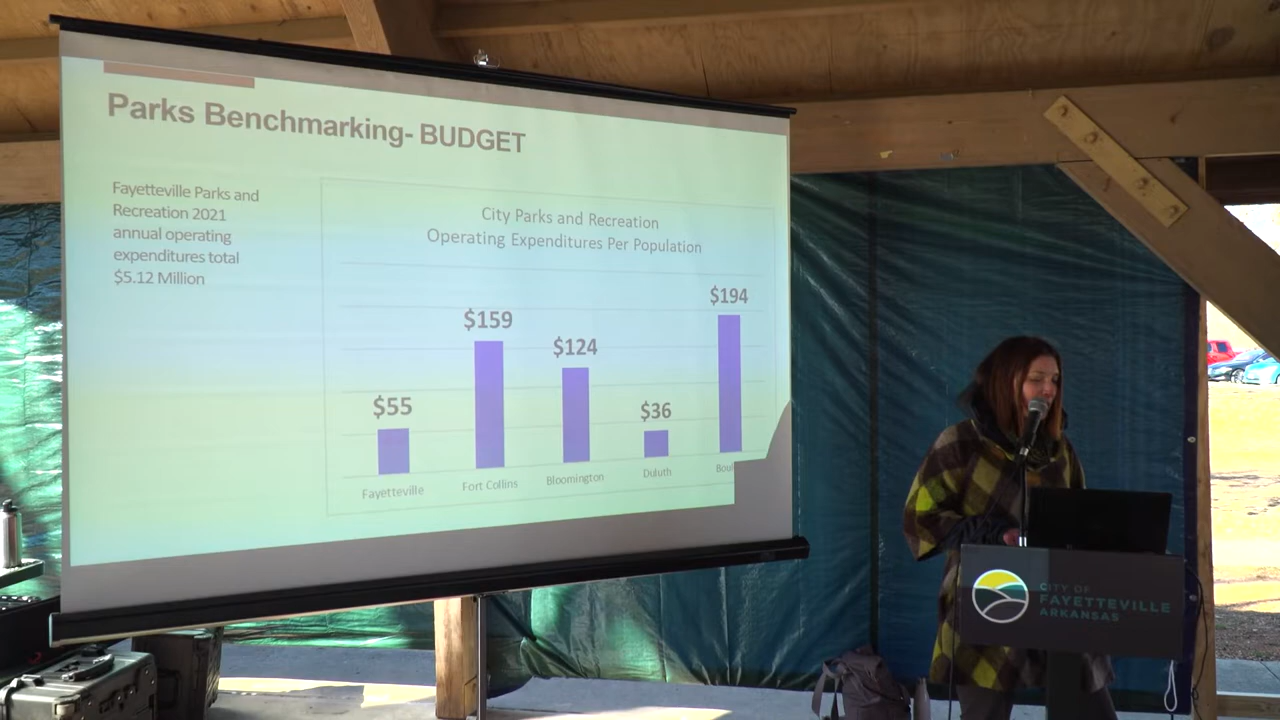 Parks Benchmarking- BUDGET
Fayetteville Parks and
Recreation 2021
annual operating
expenditures total
$5.12 Million
City Parks and Recreation
Operating Expenditures Per Population
$55
$159
$124
$36
$194
Fayetteville
Fort Collins
Bloomington
Duluth
Boul
CITY OF
FAYETTEVILLE
ARKANSAS